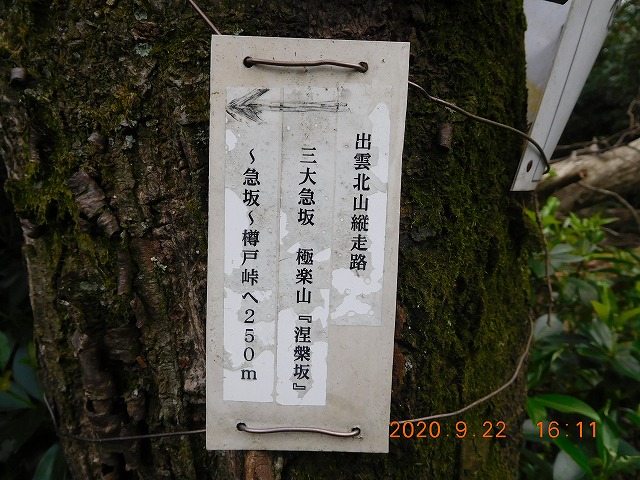 出雲北山縦走路
三大急坂 極楽山『涅槃坂』
～急坂～樽戸峠へ250m
2020.9.22 16:11